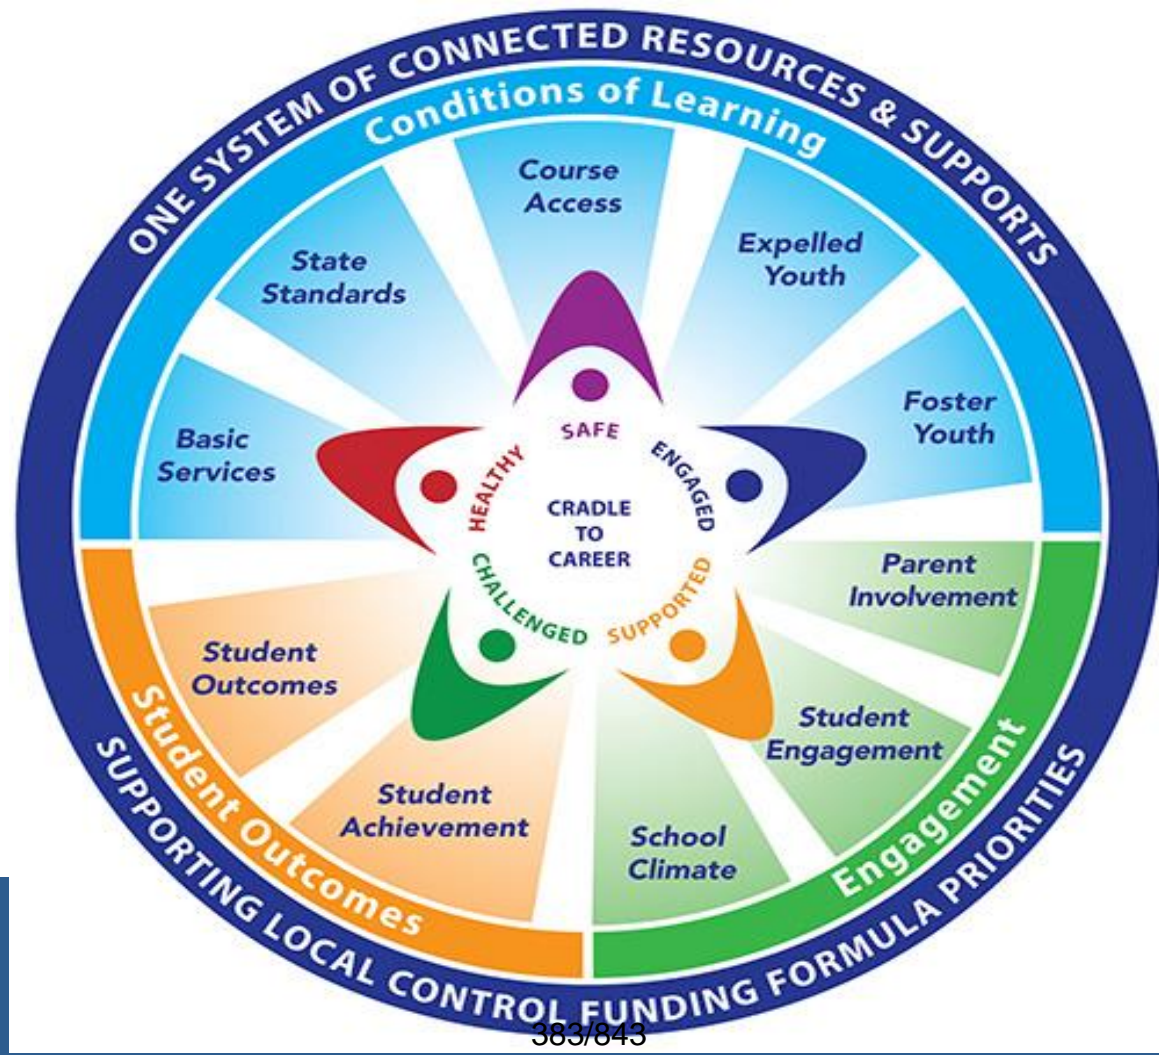 ONE SYSTEM OF CONNECTED RESOURCES & SUPPORTS
Conditions of Learning
Course
Access
State
Standards
Expelled
Youth
Basic
Services
Foster
Youth
SAFE
HEALTHY
ENGAGED
CRADLE
TO
CAREER
CHALLENGED
SUPPORTED
Parent
Involvement
Student
Outcomes
Student
Engagement
Student
Achievement
School
Climate
Student Outcomes
Engagement
SUPPORTING LOCAL CONTROL FUNDING FORMULA PRIORITIES
383/843